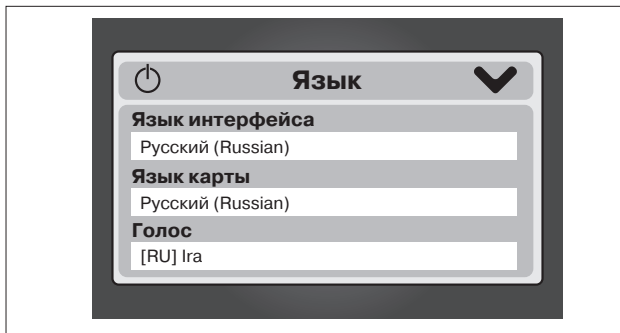 Язык
Язык интерфейса
Русский (Russian)
Язык карты
Русский (Russian)
Голос
[RU] Ira